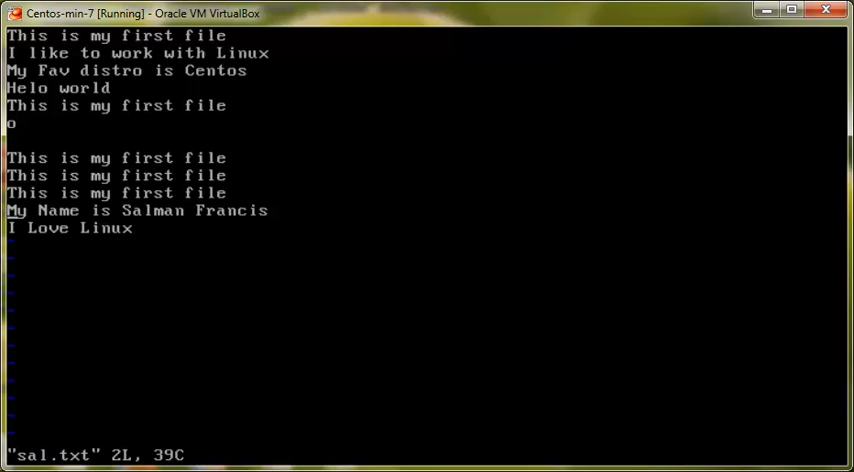 Centos-min-7 [Running] - Oracle VM VirtualBox
This is my first file
I like to work with Linux
My Fav distro is Centos
Helo world
This is my first file
o
This is my first file
This is my first file
This is my first file
My Name is Salman Francis
I Love Linux
~
~
~
~
~
~
~
~
~
~
~
~
"sal.txt" 2L, 39C